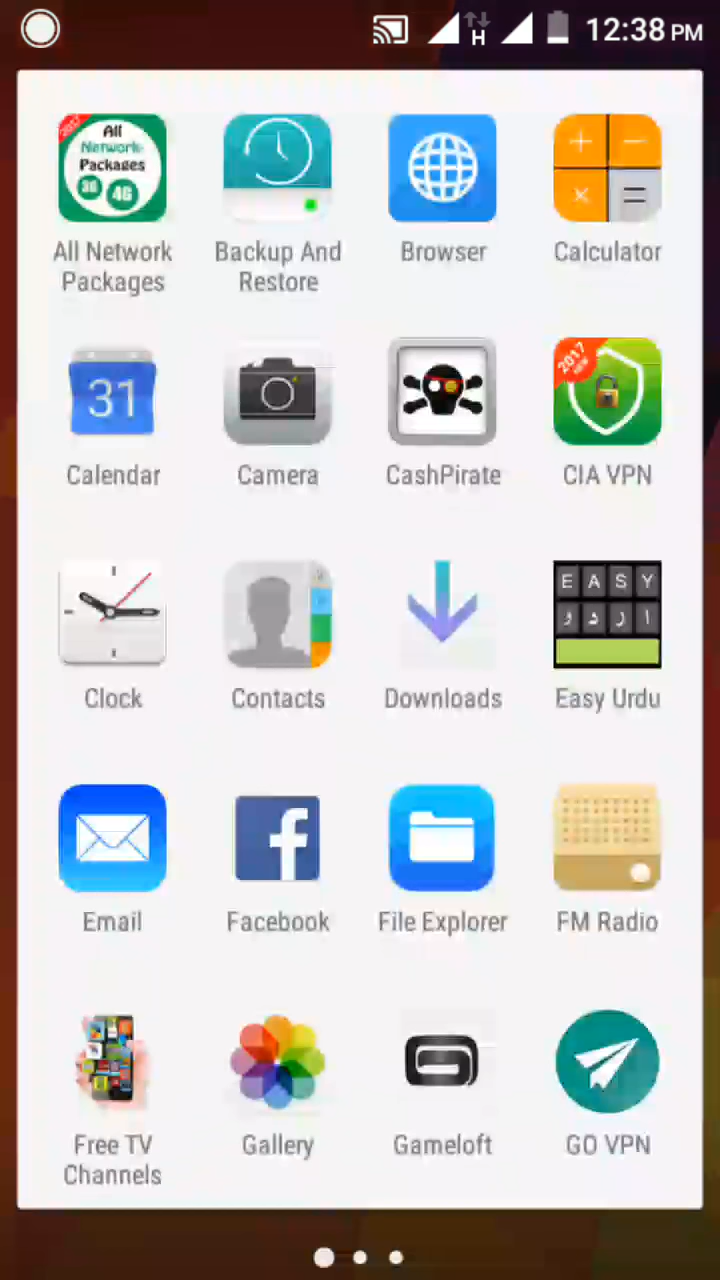 H 12:38 PM
2017
All
Network
Packages
3G 4G
All Network
Packages
Backup And
Restore
Browser
Calculator
31
2017
NEW
Calendar
Camera
CashPirate
CIA VPN
E A S Y
ا ر د و
Clock
Contacts
Downloads
Easy Urdu
f
Email
Facebook
File Explorer
FM Radio
Free TV
Channels
Gallery
Gameloft
GO VPN